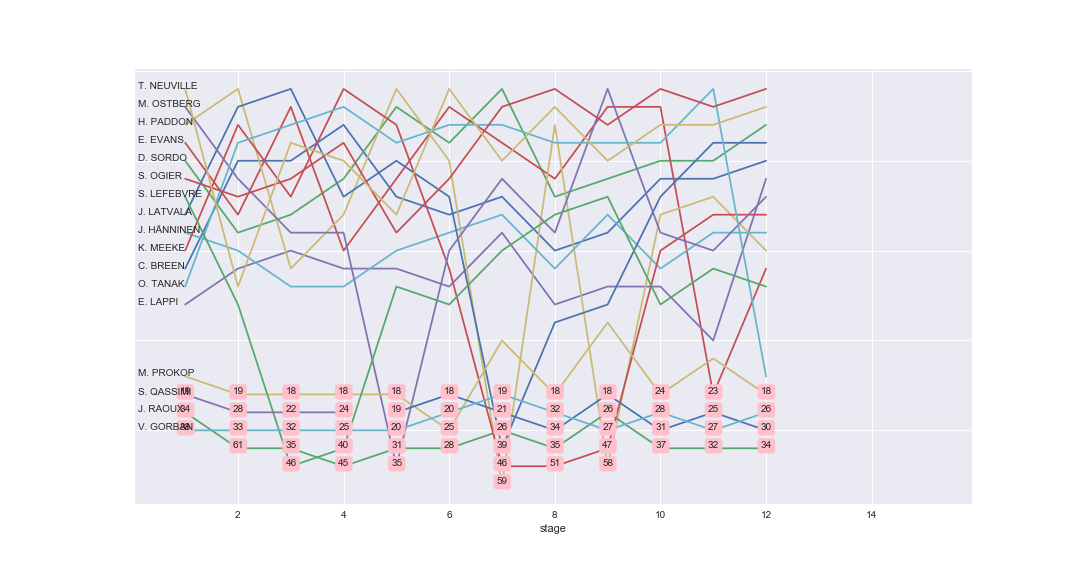 T. NEUVILLE
M. OSTBERG
H. PADDON
E. EVANS
D. SORDO
S. OGIER
S. LEFEBVRE
J. LATVALA
J. HÄNNINEN
K. MEEKE
C. BREEN
O. TANAK
E. LAPPI
M. PROKOP
S. QASSIMI 19 18 18 18 18 19 18 18 24 23 18
J. RAOUX 34 28 22 24 19 20 21 32 26 28 25 26
V. GORBAN 33 32 25 20 25 26 34 27 31 27 30
61 35 40 31 28 39 35 47 37 32 34
46 45 35 46 51 58
59
2 4 6 8 10 12 14
stage